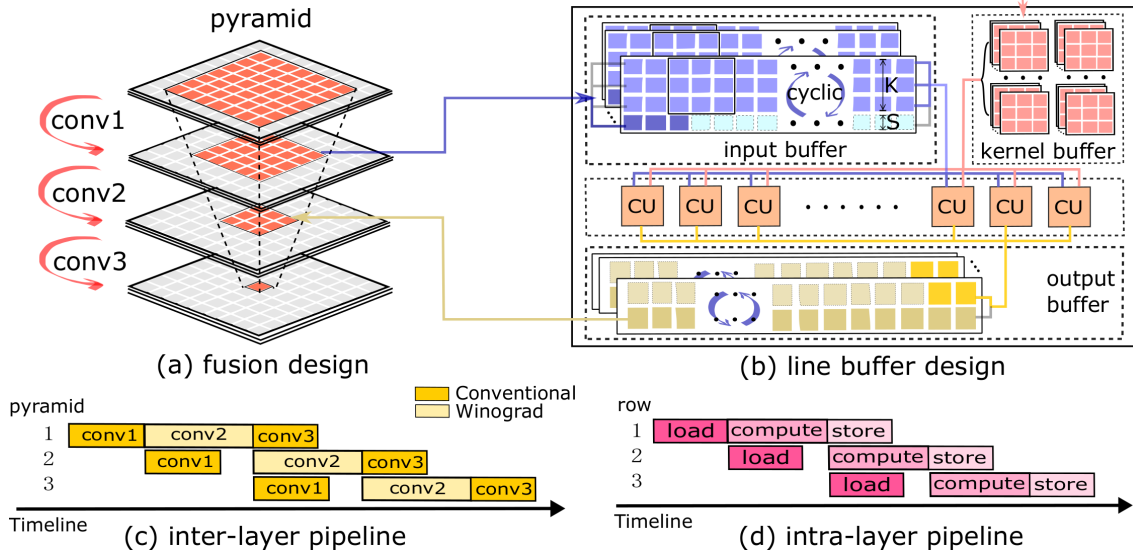 pyramid
conv1
conv2
conv3
(a) fusion design
cyclic
K
S
input buffer
kernel buffer
CU CU CU CU CU CU
output
buffer
(b) line buffer design
Conventional
Winograd
pyramid
1 conv1 conv2 conv3
2 conv1 conv2 conv3
3 conv1 conv2 conv3
Timeline
(c) inter-layer pipeline
row
1 load compute store
2 load compute store
3 load compute store
Timeline
(d) intra-layer pipeline